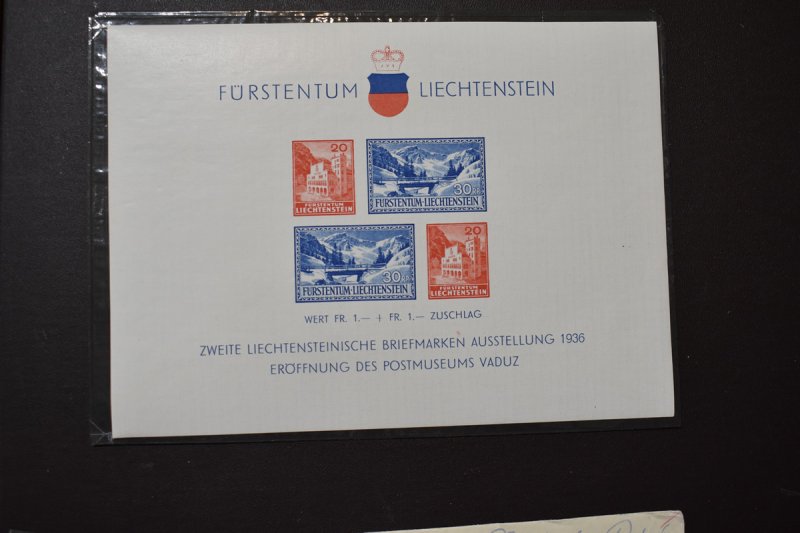 FÜRSTENTUM LIECHTENSTEIN
20
FÜRSTENTUM
LIECHTENSTEIN
30
FÜRSTENTUM·LIECHTENSTEIN
30
FÜRSTENTUM·LIECHTENSTEIN
20
FÜRSTENTUM
LIECHTENSTEIN
WERT FR. 1.— + FR. 1.— ZUSCHLAG
ZWEITE LIECHTENSTEINISCHE BRIEFMARKEN AUSSTELLUNG 1936
ERÖFFNUNG DES POSTMUSEUMS VADUZ